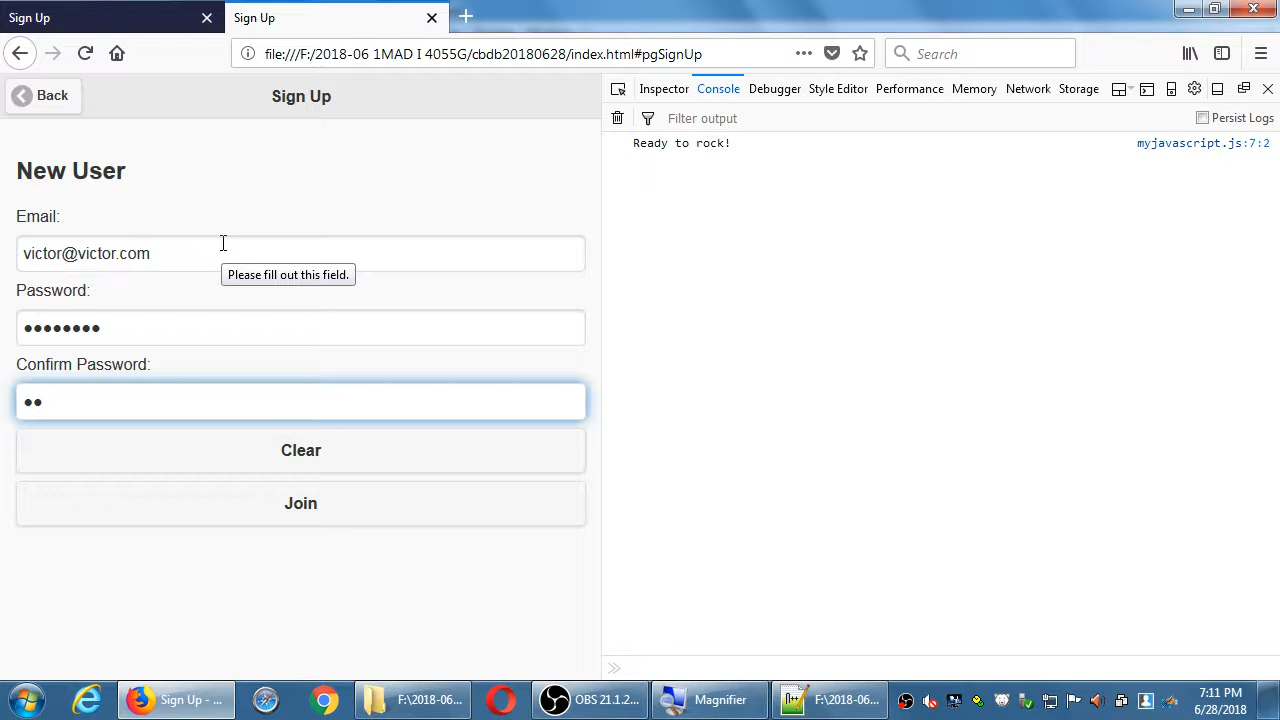 Sign Up
Sign Up
file:///F:/2018-06 1MAD I 4055G/cbdb20180628/index.html#pgSignUp
Search
Back
Sign Up
Inspector Console Debugger Style Editor Performance Memory Network Storage
Filter output
Persist Logs
Ready to rock!
myjavascript.js:7:2
New User
Email:
victor@victor.com
Please fill out this field.
Password:
Confirm Password:
Clear
Join
Sign Up - ...
F:\2018-06...
OBS 21.1.2...
Magnifier
F:\2018-06...
7:11 PM
6/28/2018